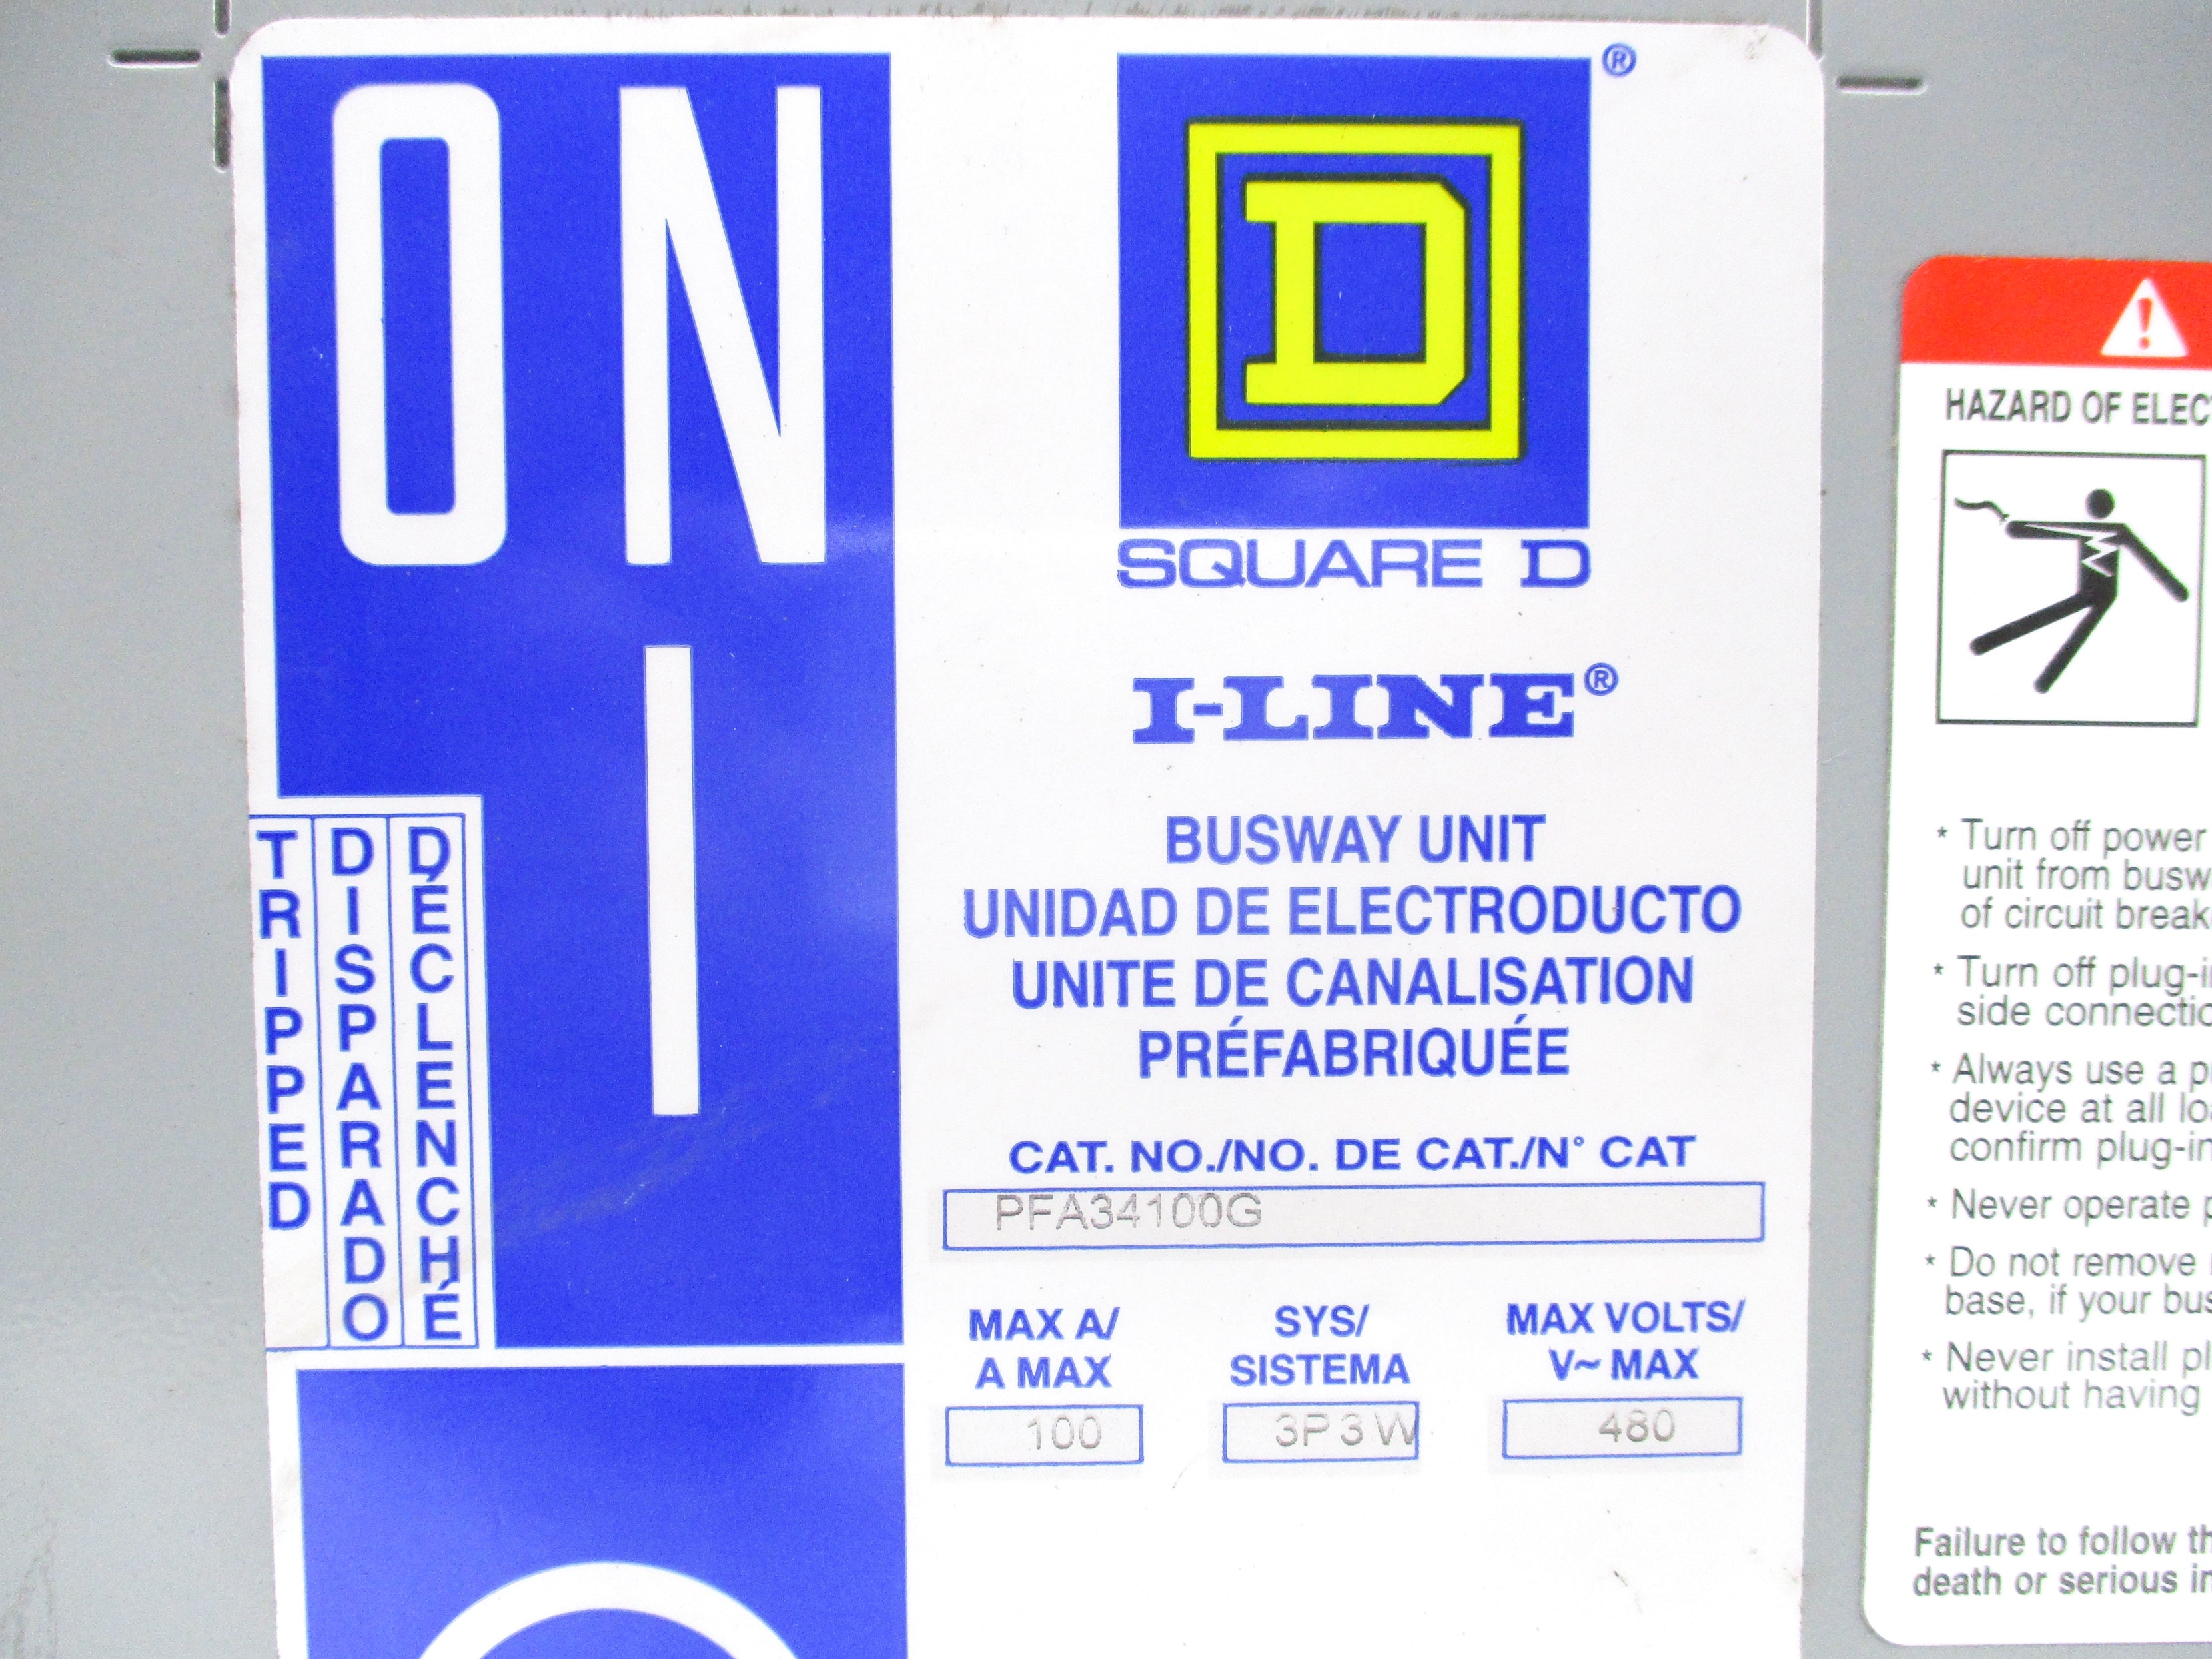 ON
I
TRIPPED
DISPARADO
DÉCLENCHÉ
D
®
SQUARE D
I-LINE®
BUSWAY UNIT
UNIDAD DE ELECTRODUCTO
UNITE DE CANALISATION
PRÉFABRIQUÉE
CAT. NO./NO. DE CAT./N° CAT
PFA34100G
MAX A/
A MAX
100
SYS/
SISTEMA
3P3W
MAX VOLTS/
V~ MAX
480
HAZARD OF ELEC
* Turn off power
unit from busw
of circuit break
* Turn off plug-i
side connectio
* Always use a p
device at all lo
confirm plug-in
* Never operate p
* Do not remove
base, if your bus
* Never install pl
without having
Failure to follow th
death or serious in